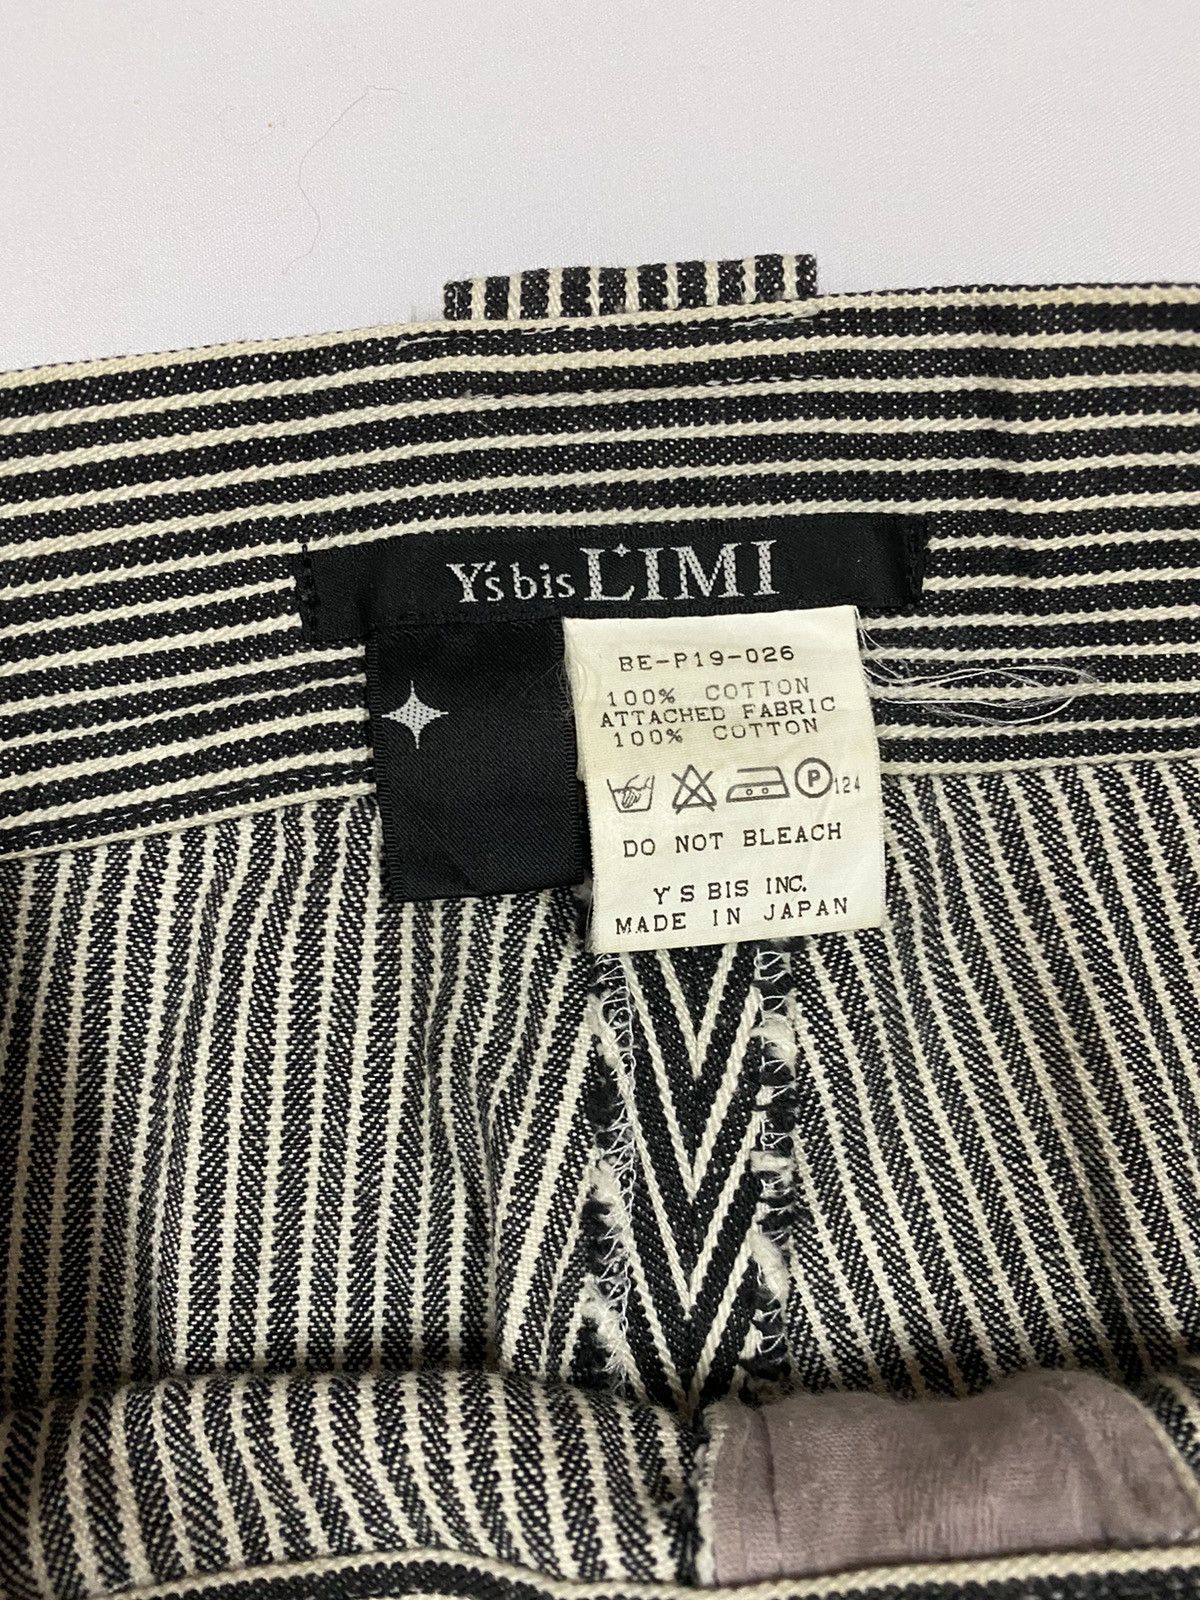 Y's bis LIMI
BE-P19-026
100% COTTON
ATTACHED FABRIC
100% COTTON
P 124
DO NOT BLEACH
Y'S BIS INC.
MADE IN JAPAN